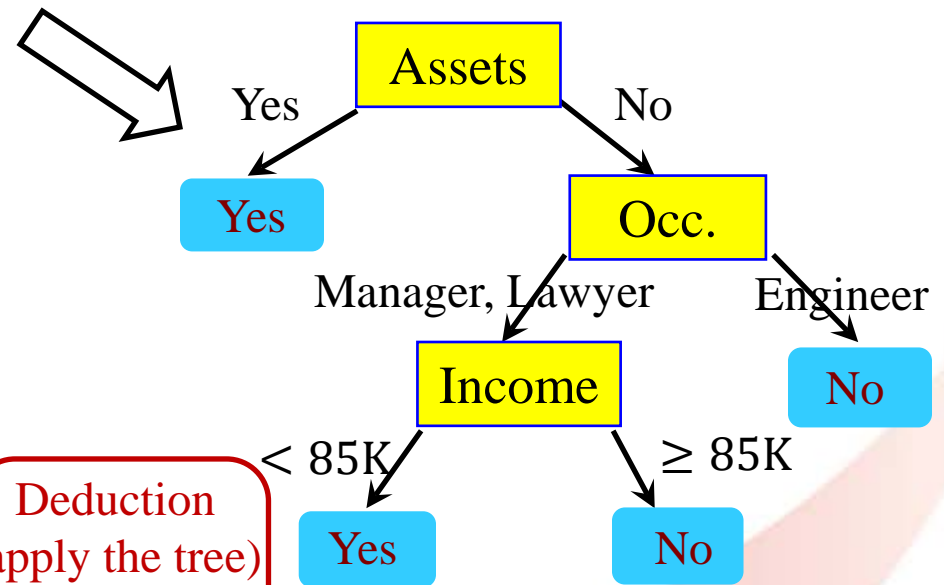 Assets
Yes
No
Yes
Occ.
Manager, Lawyer
Engineer
Income
No
< 85K
≥ 85K
Deduction
apply the tree)
Yes
No